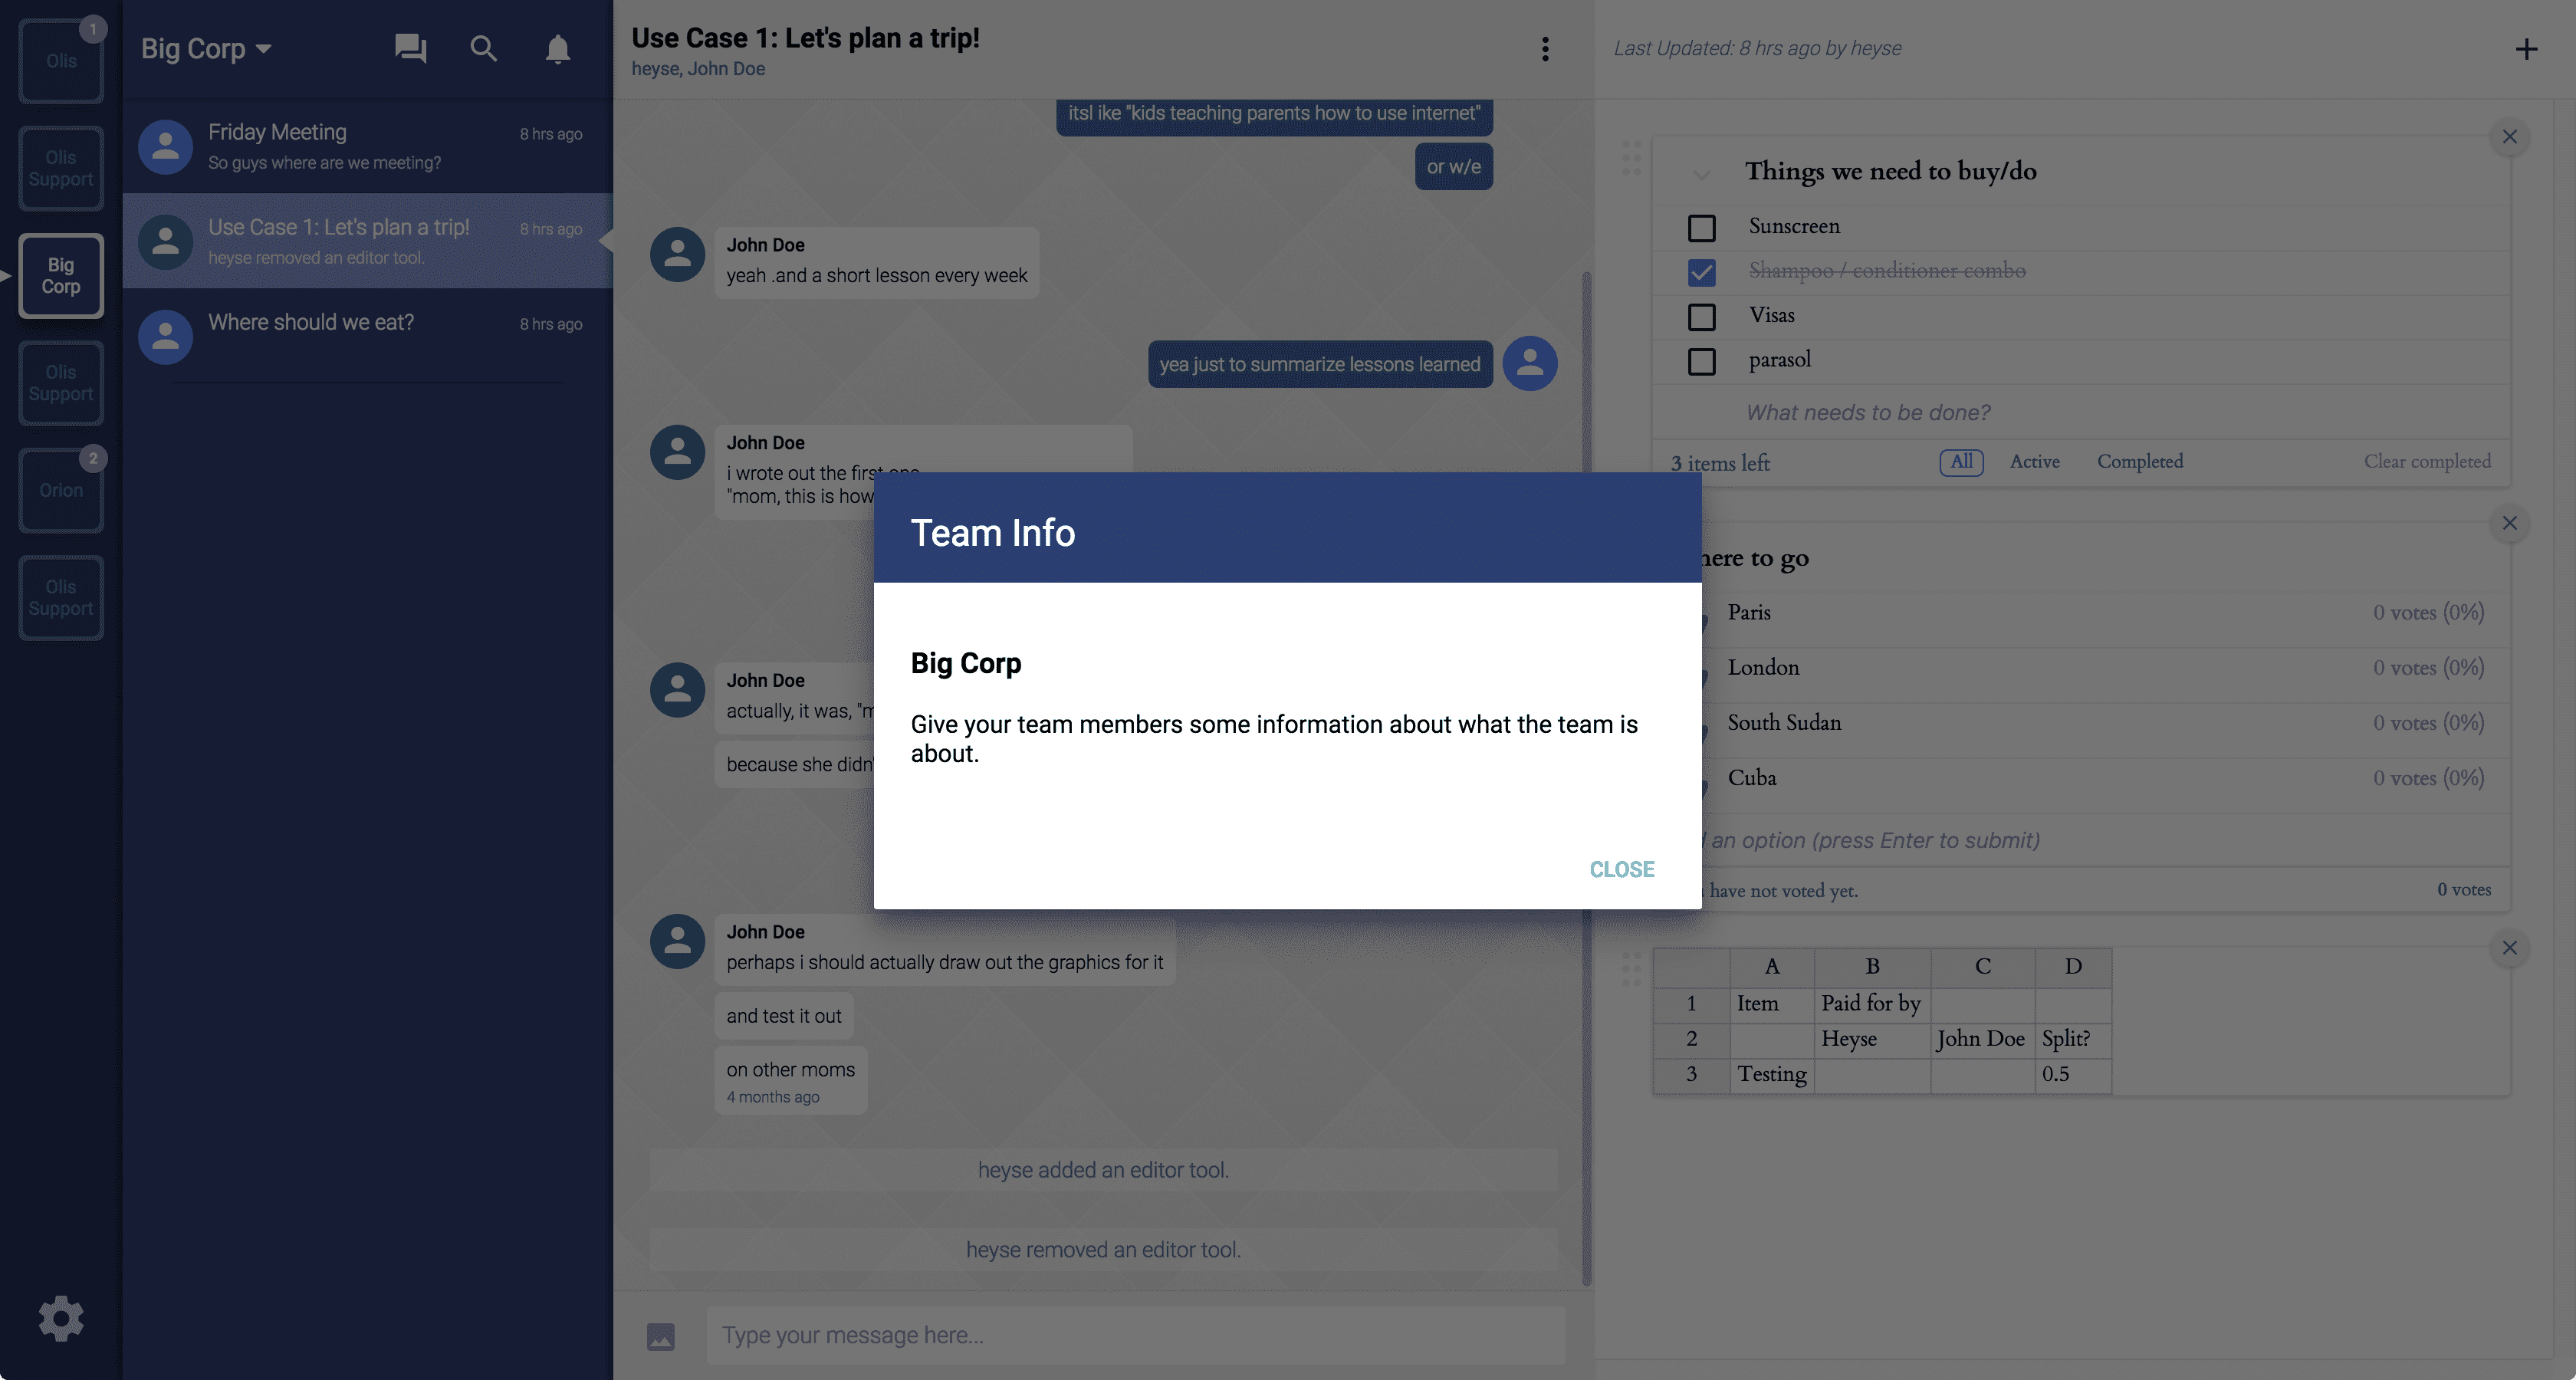 1
Olis
Olis
Support
Big
Corp
Olis
Support
2
Orion
Olis
Support
Big Corp
Friday Meeting
8 hrs ago
So guys where are we meeting?
Use Case 1: Let's plan a trip!
8 hrs ago
heyse removed an editor tool.
Where should we eat?
8 hrs ago
Use Case 1: Let's plan a trip!
heyse, John Doe
itsl ike "kids teaching parents how to use internet"
or w/e
John Doe
yeah .and a short lesson every week
yea just to summarize lessons learned
John Doe
i wrote out the first one
"mom, this is how
John Doe
actually, it was, "m
because she didn'
John Doe
perhaps i should actually draw out the graphics for it
and test it out
on other moms
4 months ago
heyse added an editor tool.
heyse removed an editor tool.
Type your message here...
Team Info
Big Corp
Give your team members some information about what the team is
about.
CLOSE
Last Updated: 8 hrs ago by heyse
Things we need to buy/do
Sunscreen
Shampoo / conditioner combo
Visas
parasol
What needs to be done?
3 items left All Active Completed Clear completed
here to go
Paris 0 votes (0%)
London 0 votes (0%)
South Sudan 0 votes (0%)
Cuba 0 votes (0%)
an option (press Enter to submit)
have not voted yet. 0 votes
A B C D
1 Item Paid for by
2 Heyse John Doe Split?
3 Testing 0.5